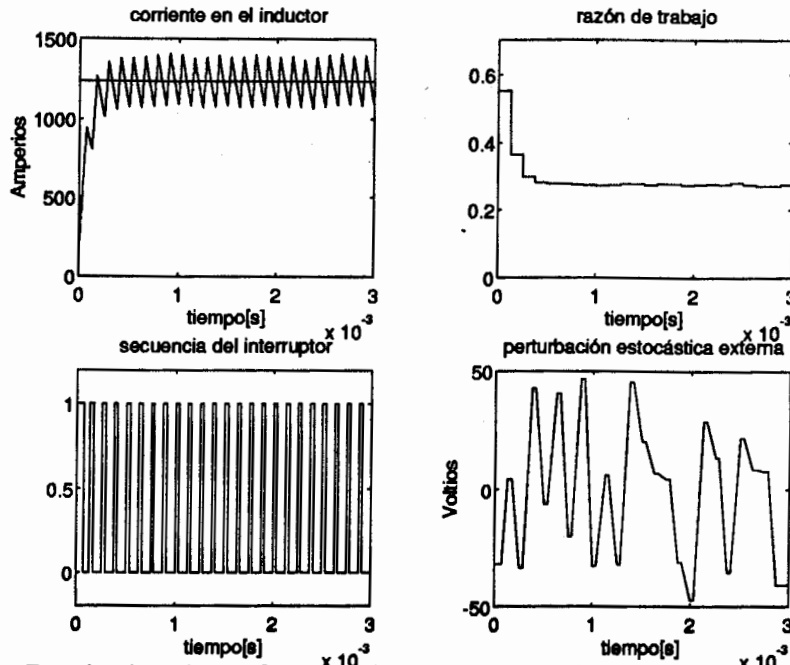 corriente en el inductor
1500
1000
500
0
Amperios
0 1 2 3
tiempo[s]
x 10⁻³
razón de trabajo
0.6
0.4
0.2
0
0 1 2 3
tiempo[s]
x 10⁻³
secuencia del interruptor
1
0.5
0
0 1 2 3
tiempo[s]
x 10⁻³
perturbación estocástica externa
50
0
-50
Voltios
0 1 2 3
tiempo[s]
x 10⁻³